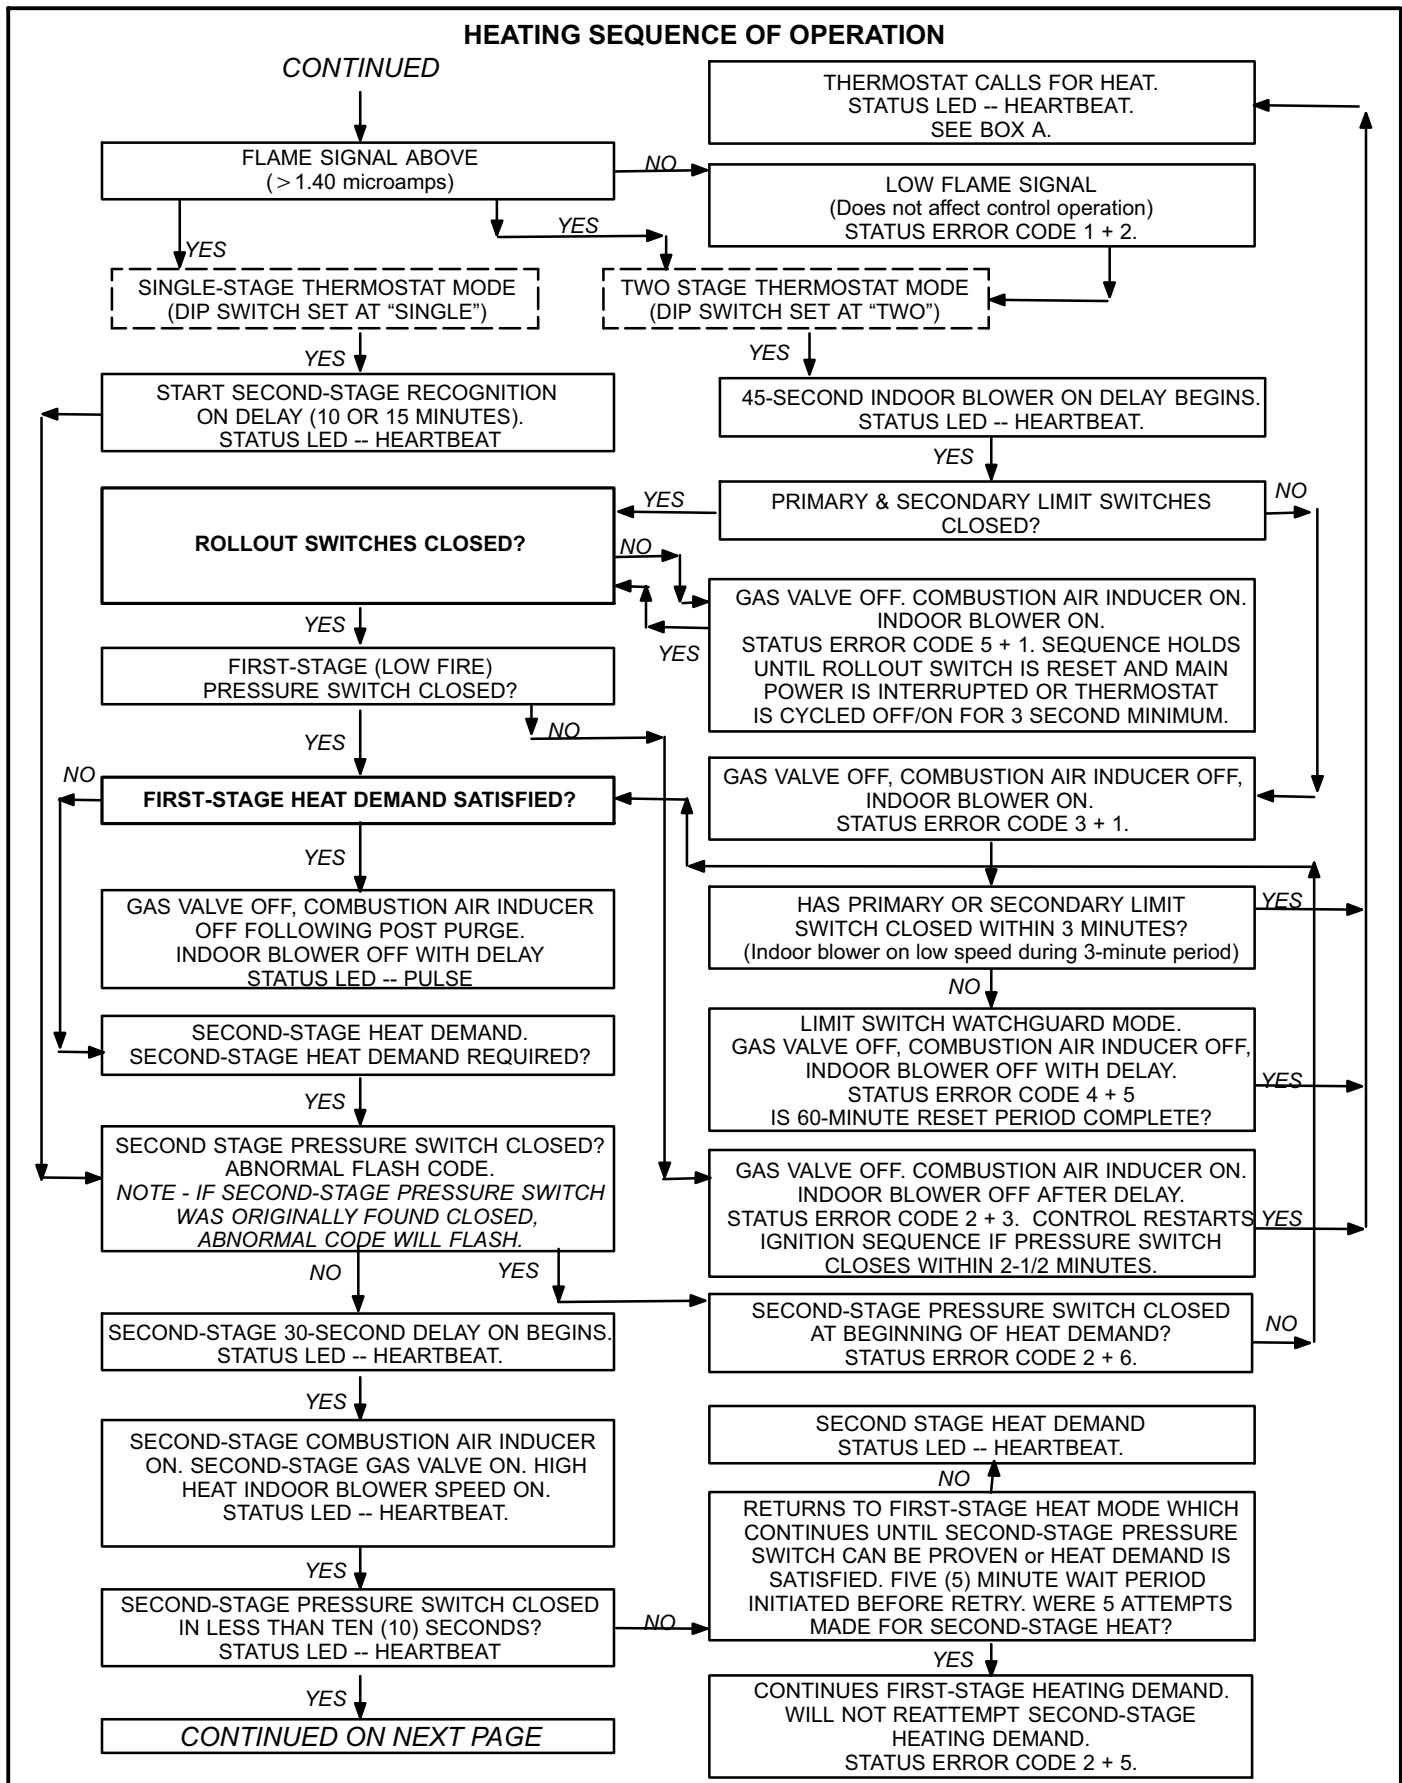 HEATING SEQUENCE OF OPERATION
CONTINUED
THERMOSTAT CALLS FOR HEAT.
STATUS LED -- HEARTBEAT.
SEE BOX A.
FLAME SIGNAL ABOVE
(>1.40 microamps)
NO
LOW FLAME SIGNAL
(Does not affect control operation)
STATUS ERROR CODE 1 + 2.
YES
YES
SINGLE-STAGE THERMOSTAT MODE
(DIP SWITCH SET AT “SINGLE”)
TWO STAGE THERMOSTAT MODE
(DIP SWITCH SET AT “TWO”)
YES
YES
START SECOND-STAGE RECOGNITION
ON DELAY (10 OR 15 MINUTES).
STATUS LED -- HEARTBEAT
45-SECOND INDOOR BLOWER ON DELAY BEGINS.
STATUS LED -- HEARTBEAT.
YES
PRIMARY & SECONDARY LIMIT SWITCHES
CLOSED?
YES
NO
ROLLOUT SWITCHES CLOSED?
NO
YES
GAS VALVE OFF. COMBUSTION AIR INDUCER ON.
INDOOR BLOWER ON.
STATUS ERROR CODE 5 + 1. SEQUENCE HOLDS
UNTIL ROLLOUT SWITCH IS RESET AND MAIN
POWER IS INTERRUPTED OR THERMOSTAT
IS CYCLED OFF/ON FOR 3 SECOND MINIMUM.
YES
FIRST-STAGE (LOW FIRE)
PRESSURE SWITCH CLOSED?
YES
NO
GAS VALVE OFF, COMBUSTION AIR INDUCER OFF,
INDOOR BLOWER ON.
STATUS ERROR CODE 3 + 1.
NO
FIRST-STAGE HEAT DEMAND SATISFIED?
YES
GAS VALVE OFF, COMBUSTION AIR INDUCER
OFF FOLLOWING POST PURGE.
INDOOR BLOWER OFF WITH DELAY
STATUS LED -- PULSE
HAS PRIMARY OR SECONDARY LIMIT
SWITCH CLOSED WITHIN 3 MINUTES?
(Indoor blower on low speed during 3-minute period)
YES
NO
SECOND-STAGE HEAT DEMAND.
SECOND-STAGE HEAT DEMAND REQUIRED?
LIMIT SWITCH WATCHGUARD MODE.
GAS VALVE OFF, COMBUSTION AIR INDUCER OFF,
INDOOR BLOWER OFF WITH DELAY.
STATUS ERROR CODE 4 + 5
IS 60-MINUTE RESET PERIOD COMPLETE?
YES
YES
SECOND STAGE PRESSURE SWITCH CLOSED?
ABNORMAL FLASH CODE.
NOTE - IF SECOND-STAGE PRESSURE SWITCH
WAS ORIGINALLY FOUND CLOSED,
ABNORMAL CODE WILL FLASH.
GAS VALVE OFF. COMBUSTION AIR INDUCER ON.
INDOOR BLOWER OFF AFTER DELAY.
STATUS ERROR CODE 2 + 3. CONTROL RESTARTS
IGNITION SEQUENCE IF PRESSURE SWITCH
CLOSES WITHIN 2-1/2 MINUTES.
YES
NO
YES
SECOND-STAGE PRESSURE SWITCH CLOSED
AT BEGINNING OF HEAT DEMAND?
STATUS ERROR CODE 2 + 6.
NO
SECOND-STAGE 30-SECOND DELAY ON BEGINS.
STATUS LED -- HEARTBEAT.
YES
SECOND-STAGE COMBUSTION AIR INDUCER
ON. SECOND-STAGE GAS VALVE ON. HIGH
HEAT INDOOR BLOWER SPEED ON.
STATUS LED -- HEARTBEAT.
SECOND STAGE HEAT DEMAND
STATUS LED -- HEARTBEAT.
NO
RETURNS TO FIRST-STAGE HEAT MODE WHICH
CONTINUES UNTIL SECOND-STAGE PRESSURE
SWITCH CAN BE PROVEN or HEAT DEMAND IS
SATISFIED. FIVE (5) MINUTE WAIT PERIOD
INITIATED BEFORE RETRY. WERE 5 ATTEMPTS
MADE FOR SECOND-STAGE HEAT?
YES
SECOND-STAGE PRESSURE SWITCH CLOSED
IN LESS THAN TEN (10) SECONDS?
STATUS LED -- HEARTBEAT
NO
YES
YES
CONTINUED ON NEXT PAGE
CONTINUES FIRST-STAGE HEATING DEMAND.
WILL NOT REATTEMPT SECOND-STAGE
HEATING DEMAND.
STATUS ERROR CODE 2 + 5.